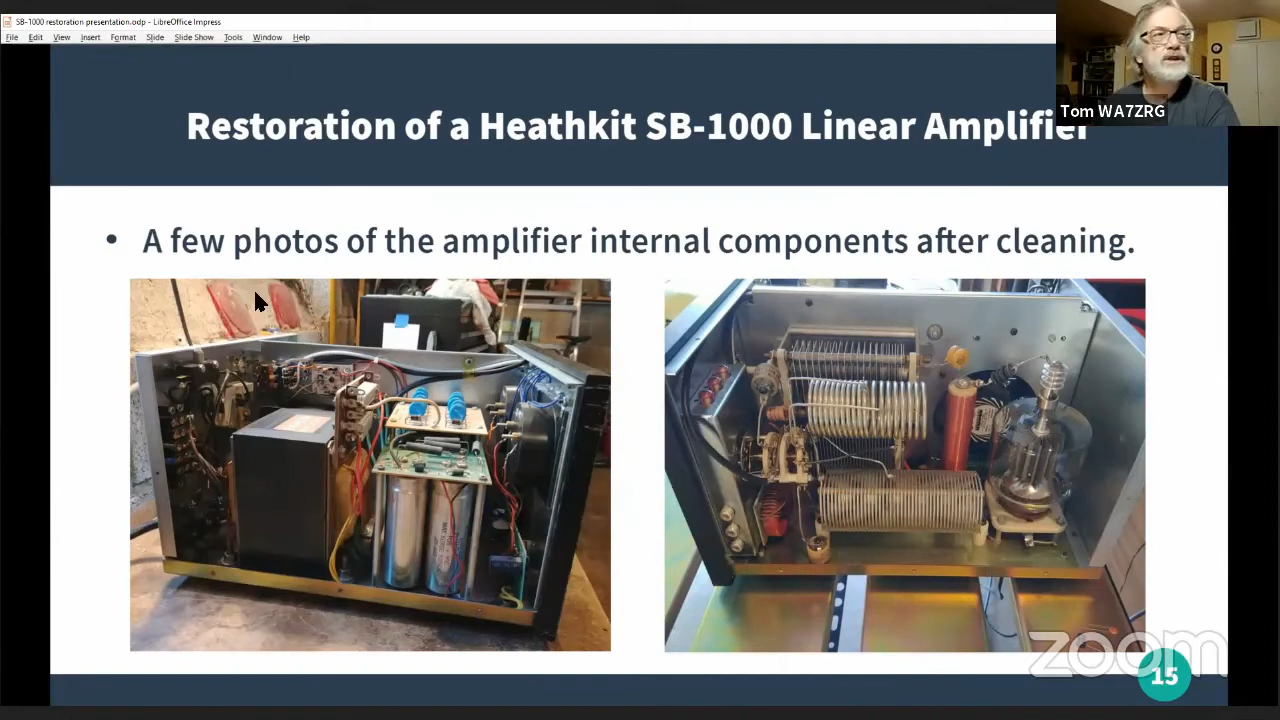 SB-1000 restoration presentation.odp - LibreOffice Impress
File Edit View Insert Format Slide Slide Show Tools Window Help
Tom WA7ZRG
Restoration of a Heathkit SB-1000 Linear Amplifier
• A few photos of the amplifier internal components after cleaning.
zoom
15